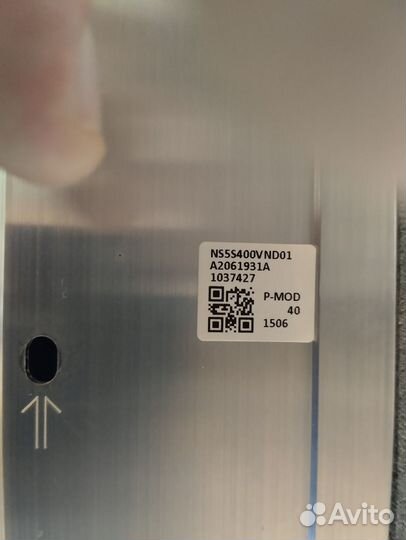 NS5S400VND01
A2061931A
1037427
P-MOD
40
1506
Avito